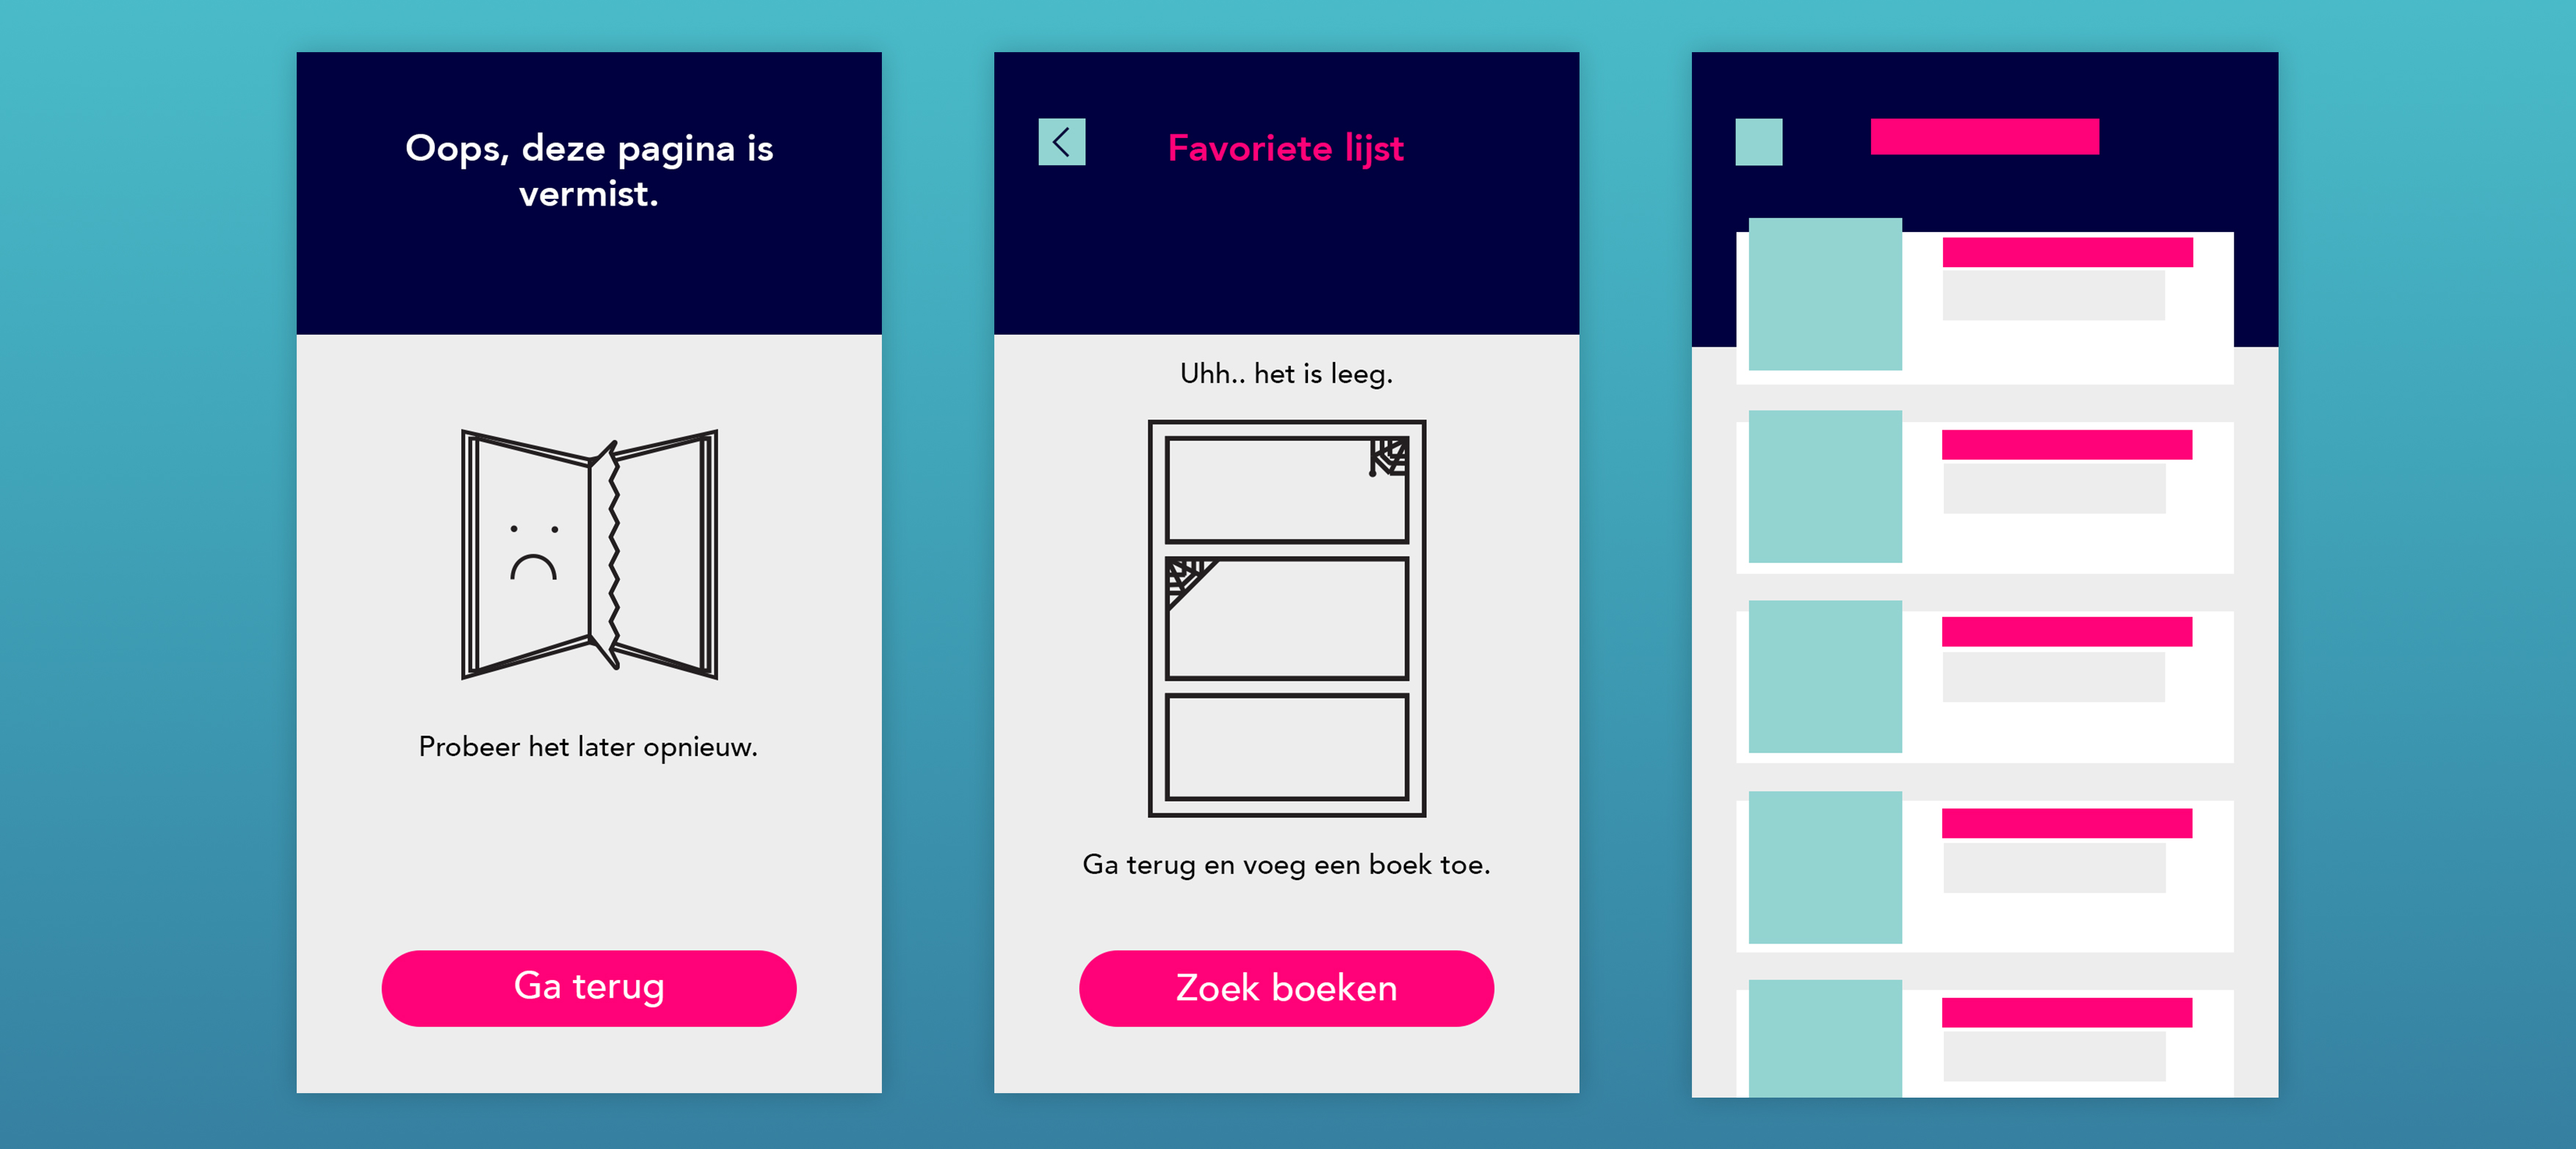 Oops, deze pagina is
vermist.
Probeer het later opnieuw.
Ga terug
Favoriete lijst
Uhh.. het is leeg.
Ga terug en voeg een boek toe.
Zoek boeken